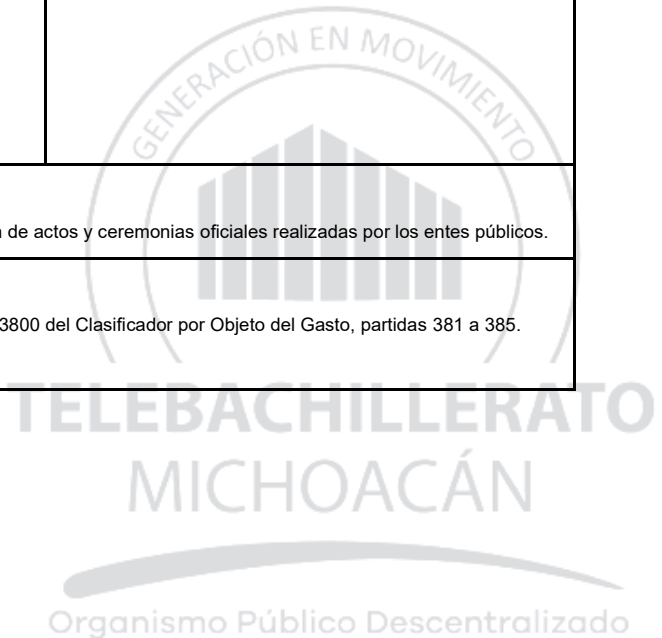 GENERACIÓN EN MOVIMIENTO
de actos y ceremonias oficiales realizadas por los entes públicos.
3800 del Clasificador por Objeto del Gasto, partidas 381 a 385.
TELEBACHILLERATO
MICHOACÁN
Organismo Público Descentralizado